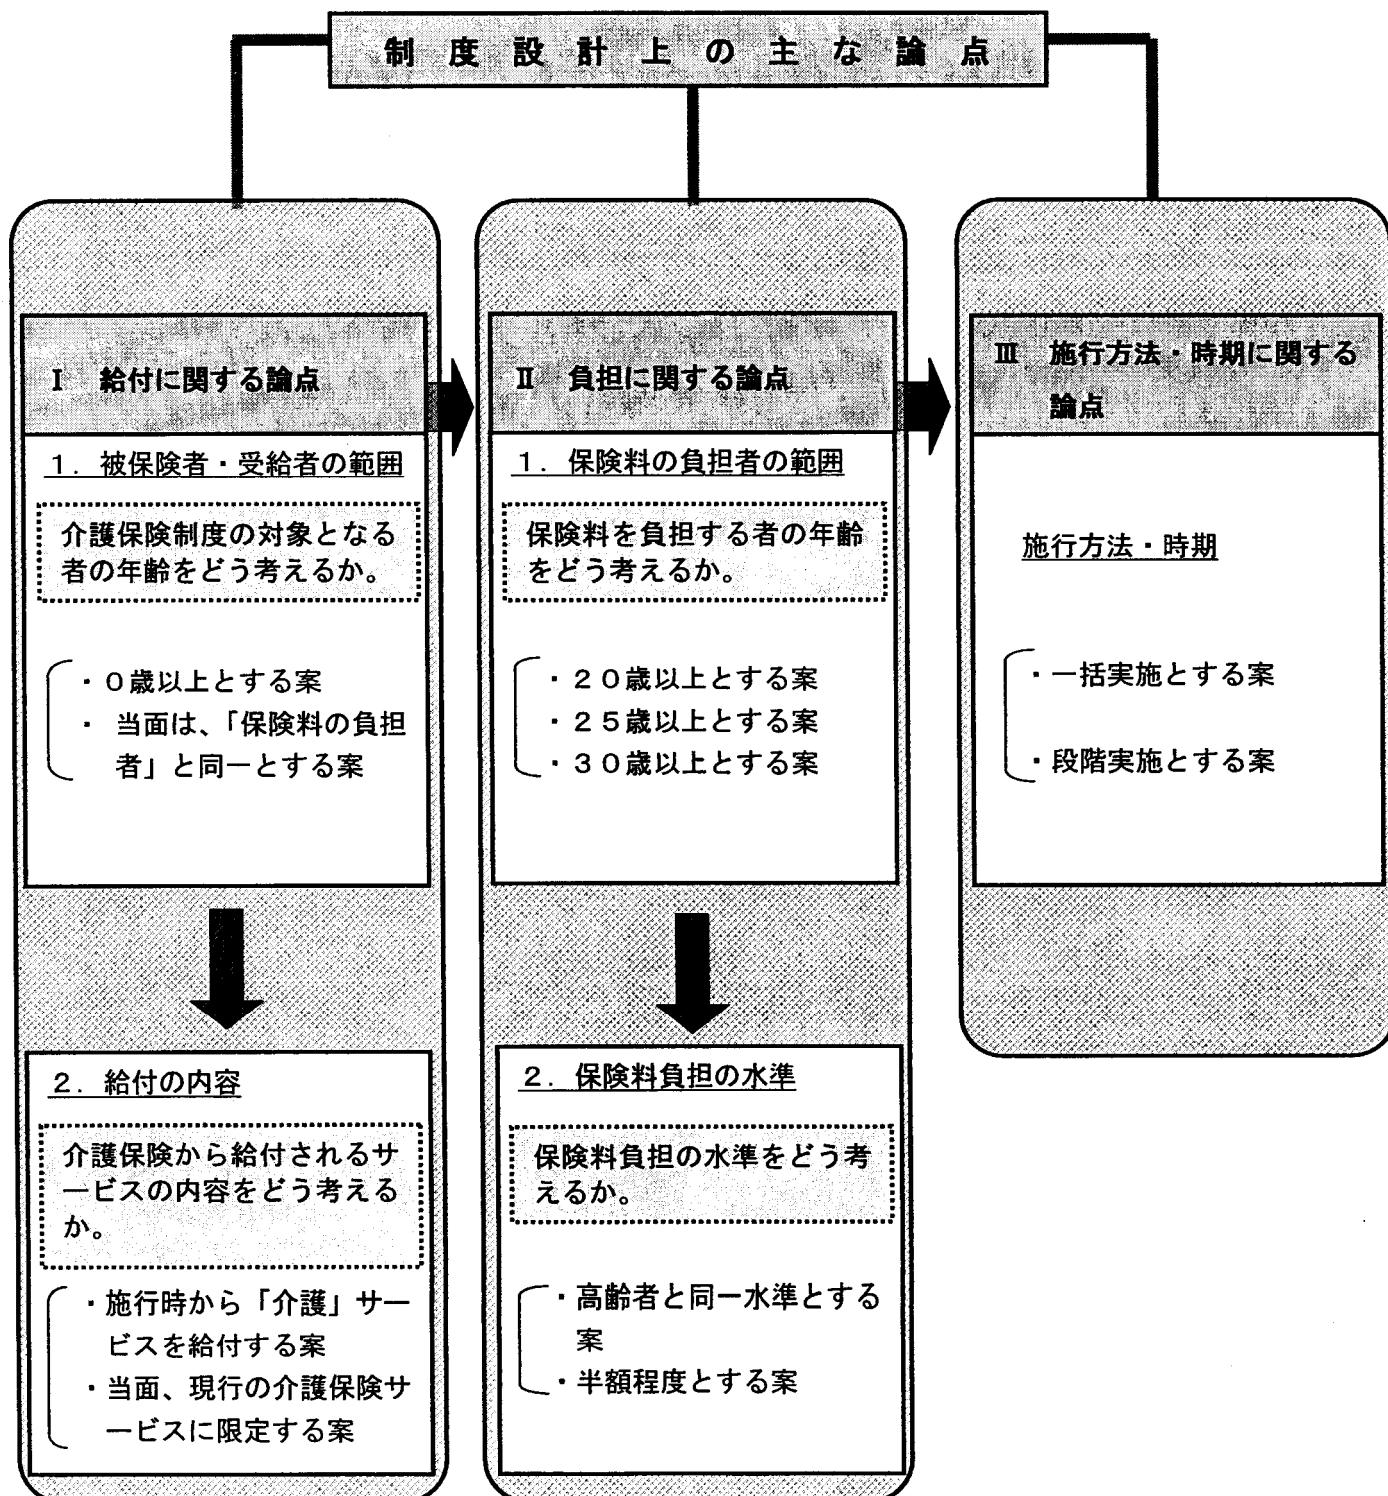 制度設計上の主な論点
Ⅰ 給付に関する論点
1．被保険者・受給者の範囲
介護保険制度の対象となる
者の年齢をどう考えるか。
・０歳以上とする案
・当面は、「保険料の負担
者」と同一とする案
2．給付の内容
介護保険から給付されるサ
ービスの内容をどう考える
か。
・施行時から「介護」サー
ビスを給付する案
・当面、現行の介護保険サ
ービスに限定する案
Ⅱ 負担に関する論点
1．保険料の負担者の範囲
保険料を負担する者の年齢
をどう考えるか。
・２０歳以上とする案
・２５歳以上とする案
・３０歳以上とする案
2．保険料負担の水準
保険料負担の水準をどう考
えるか。
・高齢者と同一水準とする
案
・半額程度とする案
Ⅲ 施行方法・時期に関する
論点
施行方法・時期
・一括実施とする案
・段階実施とする案